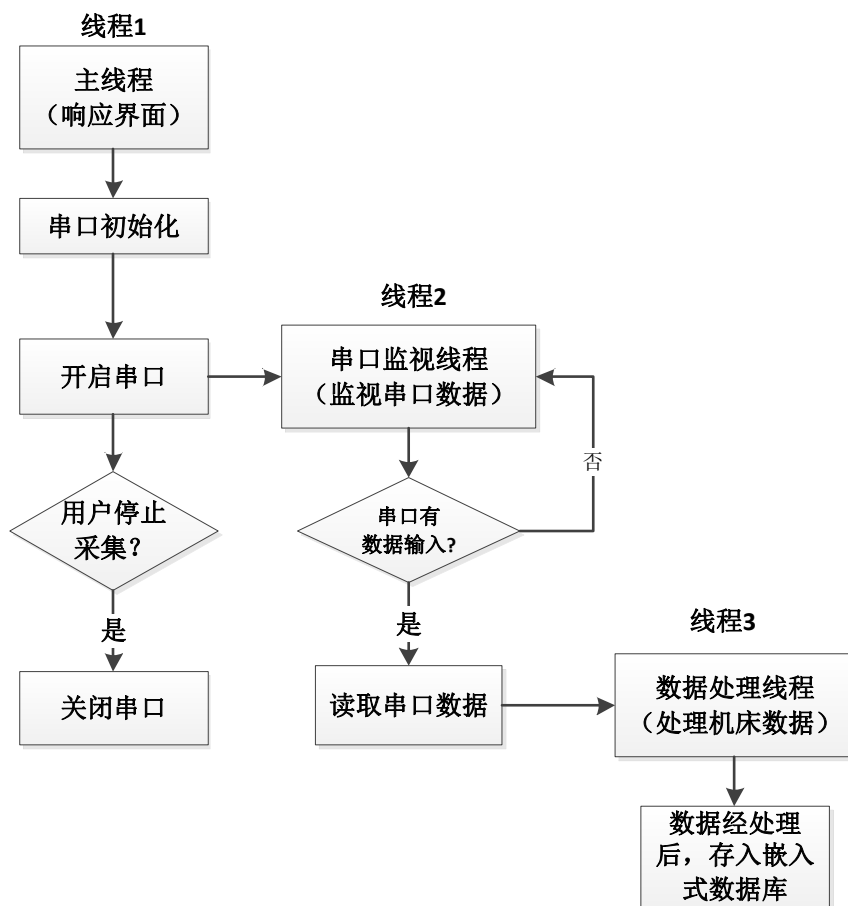 线程1
主线程
（响应界面）
串口初始化
开启串口
用户停止
采集？
是
关闭串口
线程2
串口监视线程
（监视串口数据）
否
串口有
数据输入?
是
读取串口数据
线程3
数据处理线程
（处理机床数据）
数据经处理
后，存入嵌入
式数据库